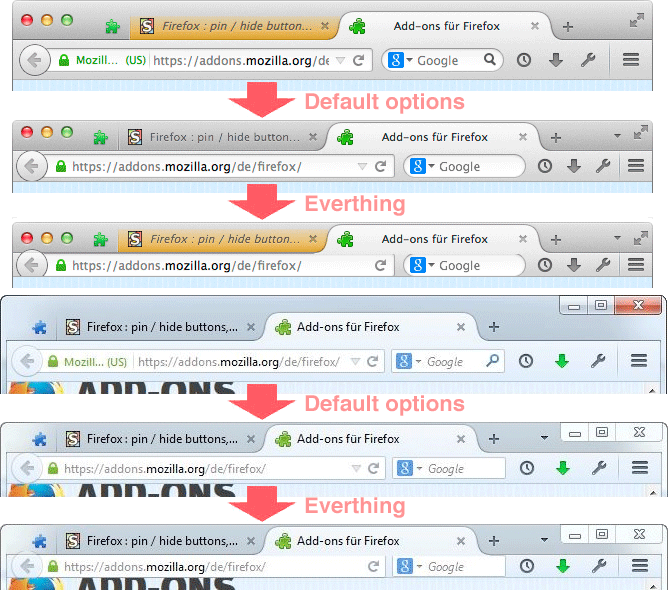 Firefox : pin / hide button... Add-ons für Firefox
Mozill... (US) https://addons.mozilla.org/de Google
Default options
Firefox : pin / hide button... Add-ons für Firefox
https://addons.mozilla.org/de/firefox/ Google
Everthing
Firefox : pin / hide button... Add-ons für Firefox
https://addons.mozilla.org/de/firefox/ Google
Firefox : pin / hide buttons,... Add-ons für Firefox
Mozill... (US) https://addons.mozilla.org/de/firefox/ Google
ADD-ONS
Default options
Firefox : pin / hide buttons,... Add-ons für Firefox
https://addons.mozilla.org/de/firefox/ Google
ADD-ONS
Everthing
Firefox : pin / hide buttons,... Add-ons für Firefox
https://addons.mozilla.org/de/firefox/ Google
ADD-ONS